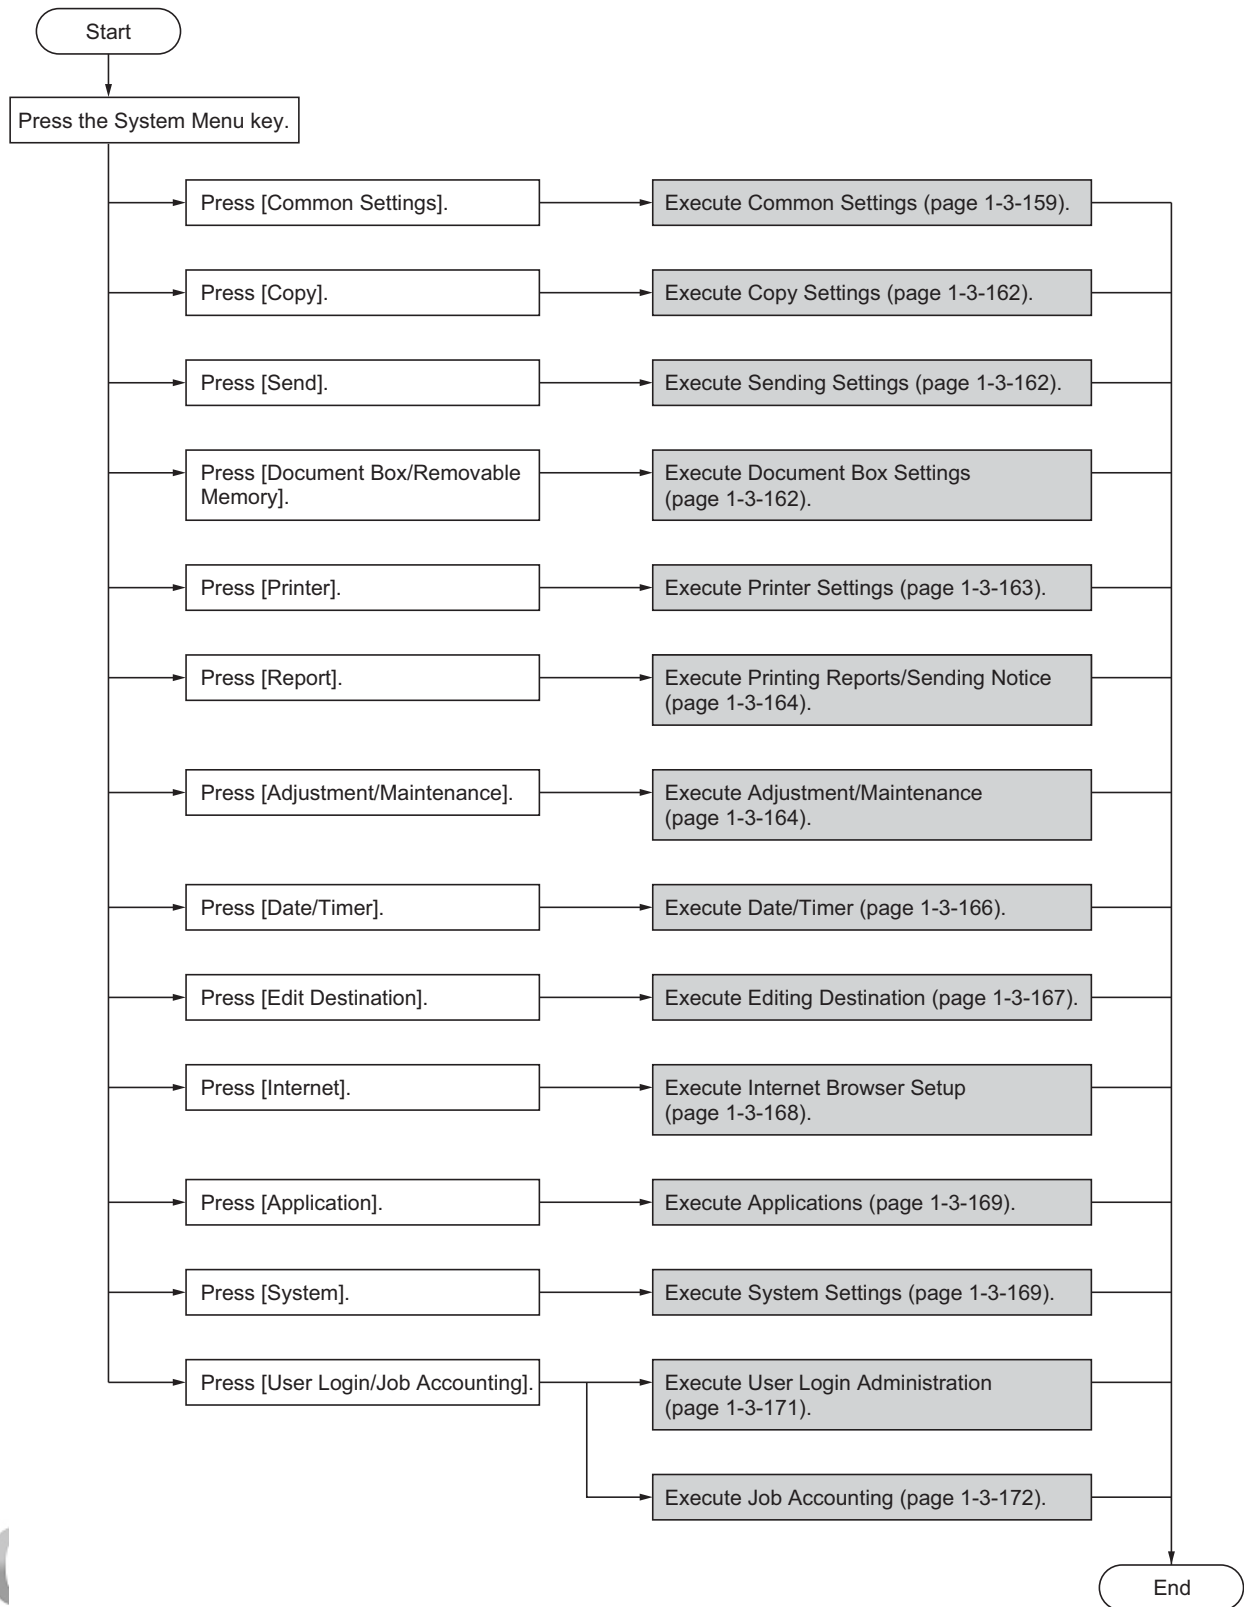 Start
Press the System Menu key.
Press [Common Settings].
Execute Common Settings (page 1-3-159).
Press [Copy].
Execute Copy Settings (page 1-3-162).
Press [Send].
Execute Sending Settings (page 1-3-162).
Press [Document Box/Removable
Memory].
Execute Document Box Settings
(page 1-3-162).
Press [Printer].
Execute Printer Settings (page 1-3-163).
Press [Report].
Execute Printing Reports/Sending Notice
(page 1-3-164).
Press [Adjustment/Maintenance].
Execute Adjustment/Maintenance
(page 1-3-164).
Press [Date/Timer].
Execute Date/Timer (page 1-3-166).
Press [Edit Destination].
Execute Editing Destination (page 1-3-167).
Press [Internet].
Execute Internet Browser Setup
(page 1-3-168).
Press [Application].
Execute Applications (page 1-3-169).
Press [System].
Execute System Settings (page 1-3-169).
Press [User Login/Job Accounting].
Execute User Login Administration
(page 1-3-171).
Execute Job Accounting (page 1-3-172).
End